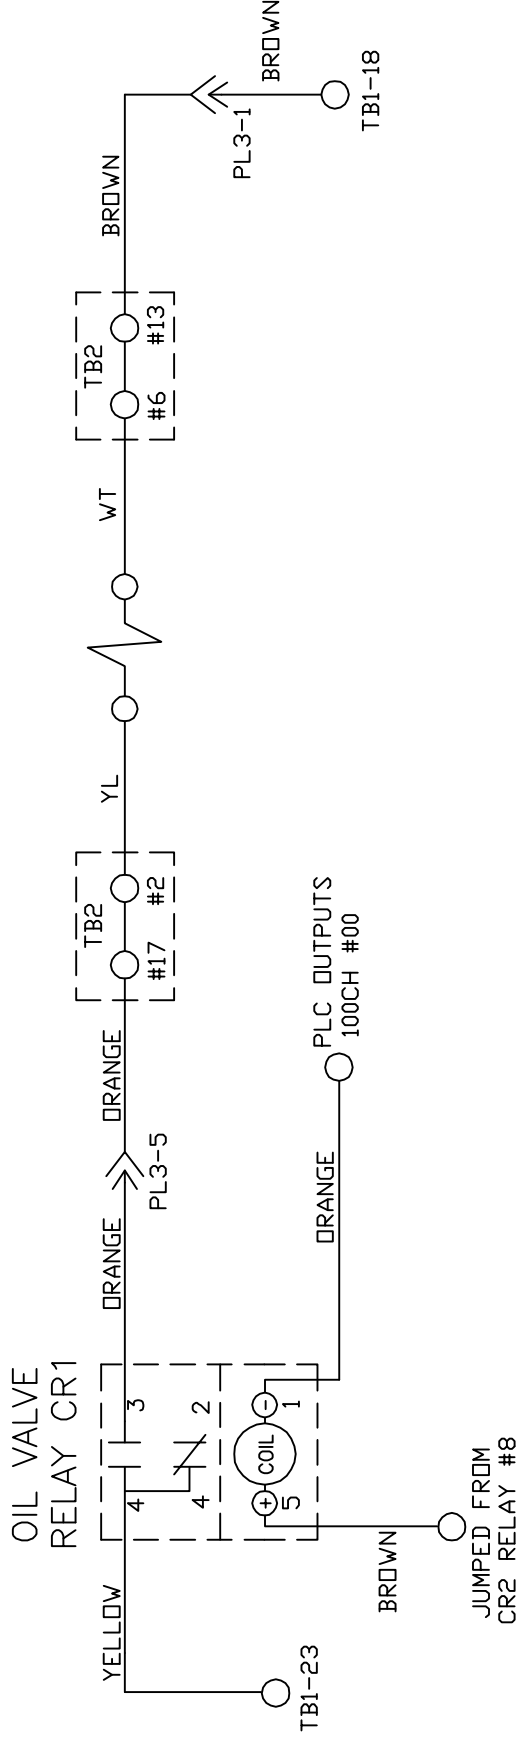 OIL VALVE
RELAY CR1
YELLOW
TB1-23
4
3
4
2
COIL
+
-
5
1
BROWN
JUMPED FROM
CR2 RELAY #8
ORANGE
PLC OUTPUTS
100CH #00
ORANGE
PL3-5
ORANGE
TB2
#17
#2
YL
WT
TB2
#6
#13
BROWN
PL3-1
BROWN
TB1-18